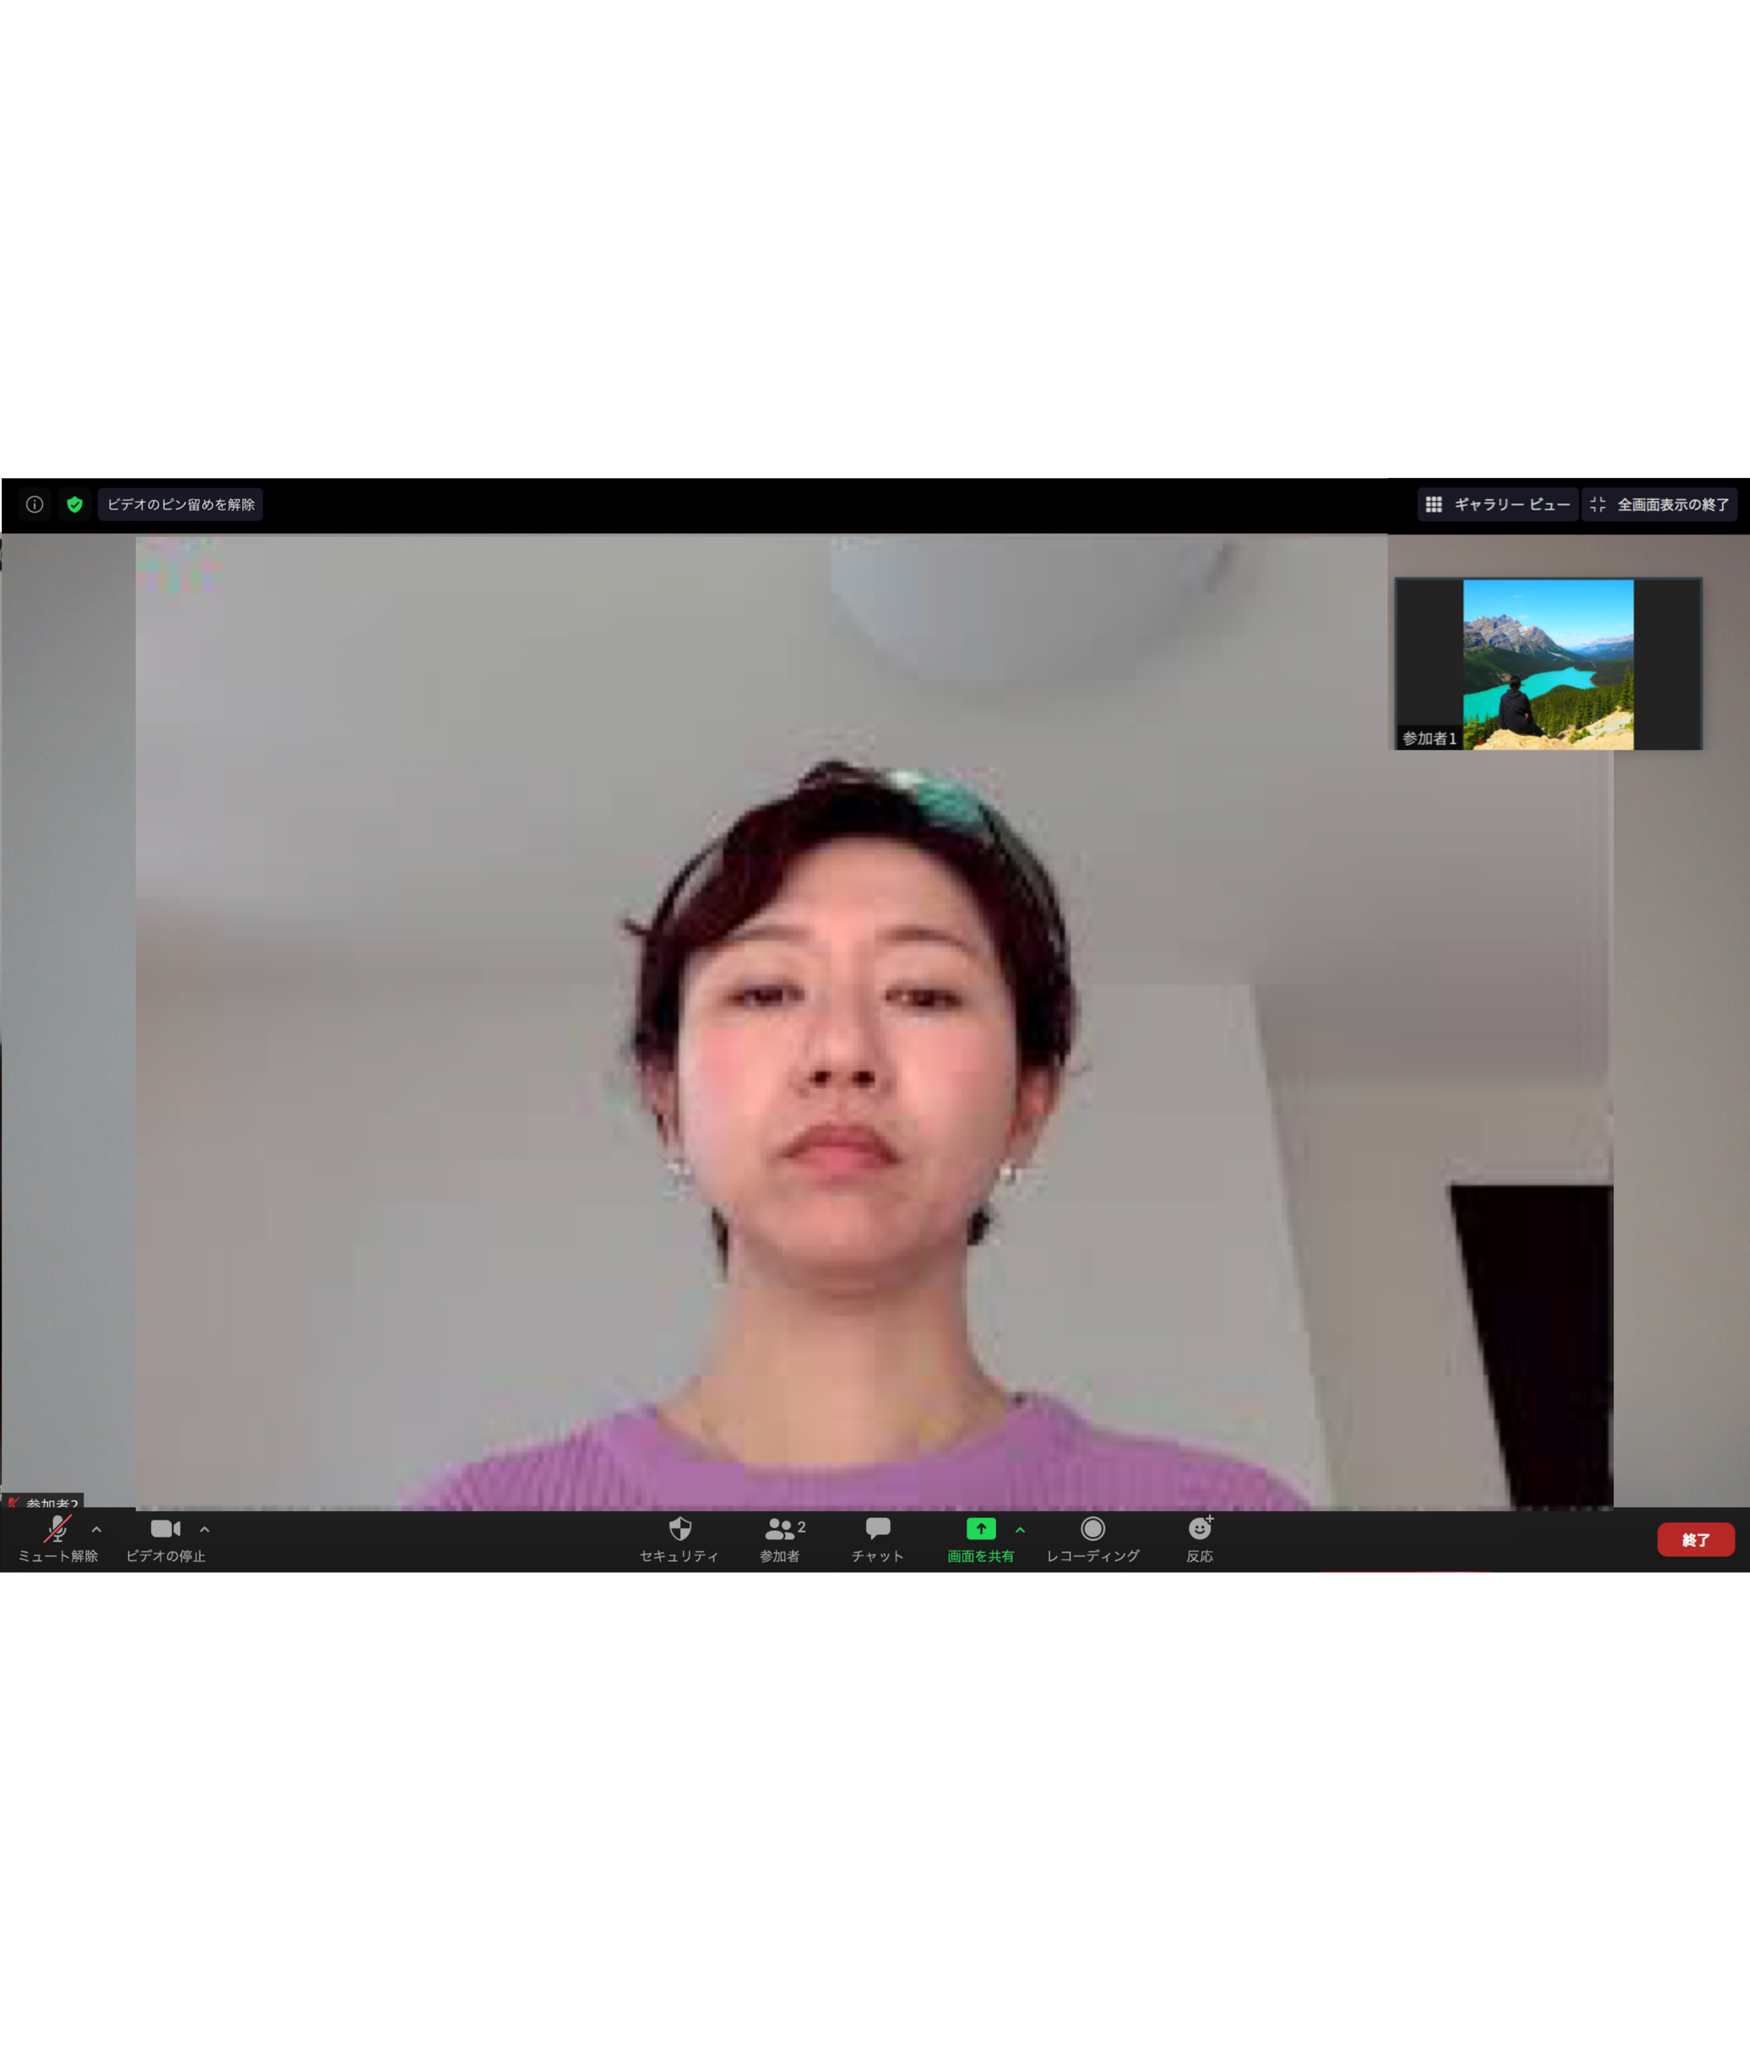 ビデオのピン留めを解除
ギャラリー ビュー
全画面表示の終了
参加者1
参加者2
ミュート解除
ビデオの停止
セキュリティ
参加者
2
チャット
画面を共有
レコーディング
反応
終了